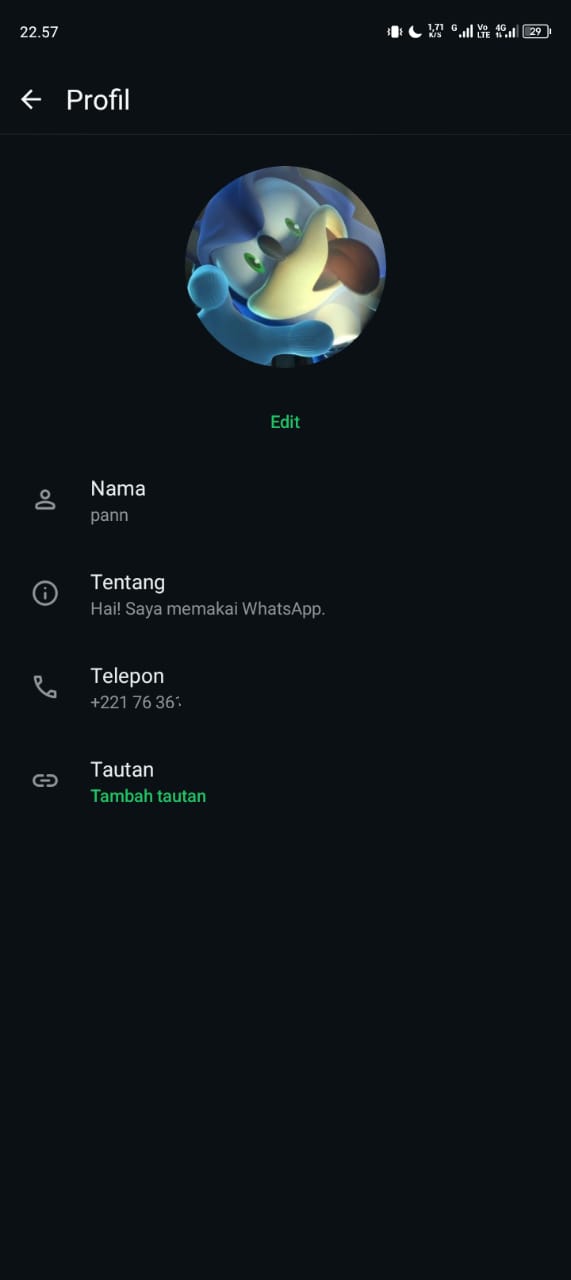 22.57
1,71 K/S G Vo LTE 4G 29
Profil
Edit
Nama
pann
Tentang
Hai! Saya memakai WhatsApp.
Telepon
+221 76 36
Tautan
Tambah tautan